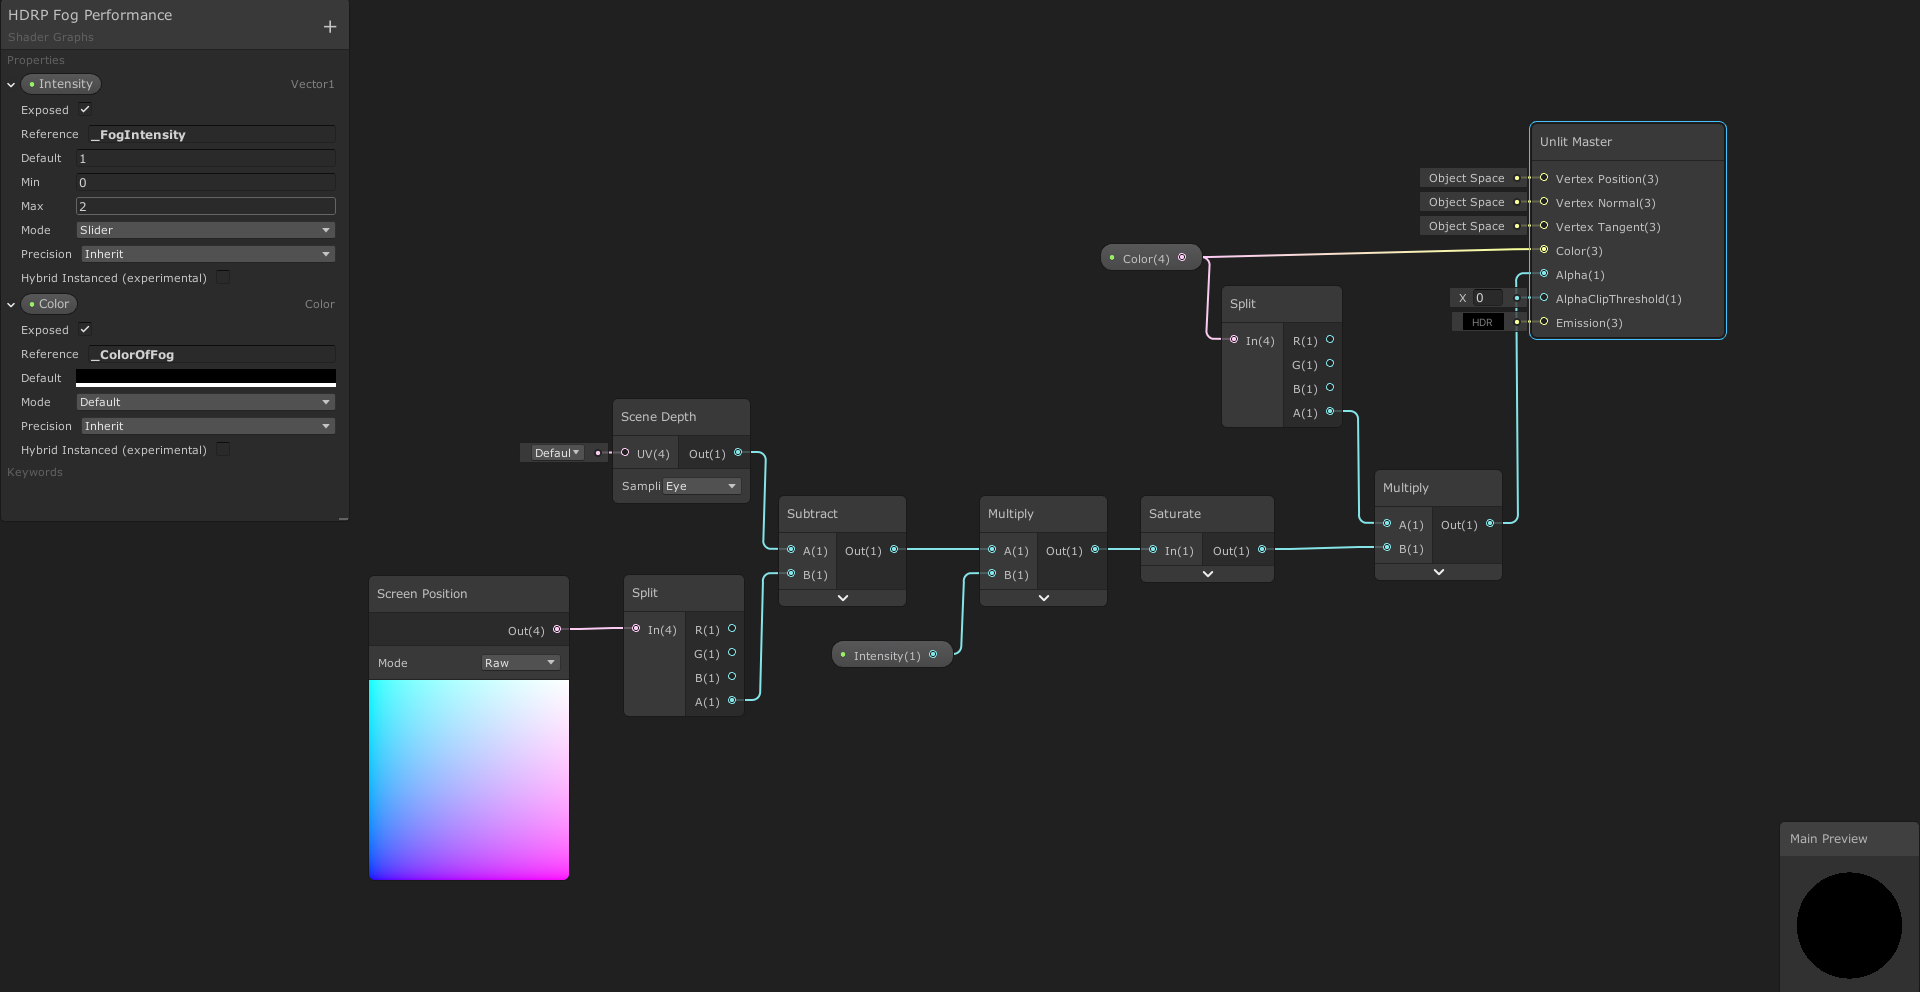 HDRP Fog Performance
Shader Graphs
Properties
Intensity
Vector1
Exposed
Reference _FogIntensity
Default 1
Min 0
Max 2
Mode Slider
Precision Inherit
Hybrid Instanced (experimental)
Color
Color
Exposed
Reference _ColorOfFog
Default
Mode Default
Precision Inherit
Hybrid Instanced (experimental)
Keywords
Screen Position
Out(4)
Mode Raw
Defaul
Scene Depth
UV(4) Out(1)
Sampli Eye
Split
In(4) R(1)
G(1)
B(1)
A(1)
Subtract
A(1) Out(1)
B(1)
Intensity(1)
Multiply
A(1) Out(1)
B(1)
Saturate
In(1) Out(1)
Color(4)
Split
In(4) R(1)
G(1)
B(1)
A(1)
Multiply
A(1) Out(1)
B(1)
Unlit Master
Object Space Vertex Position(3)
Object Space Vertex Normal(3)
Object Space Vertex Tangent(3)
Color(3)
Alpha(1)
X 0 AlphaClipThreshold(1)
HDR Emission(3)
Main Preview